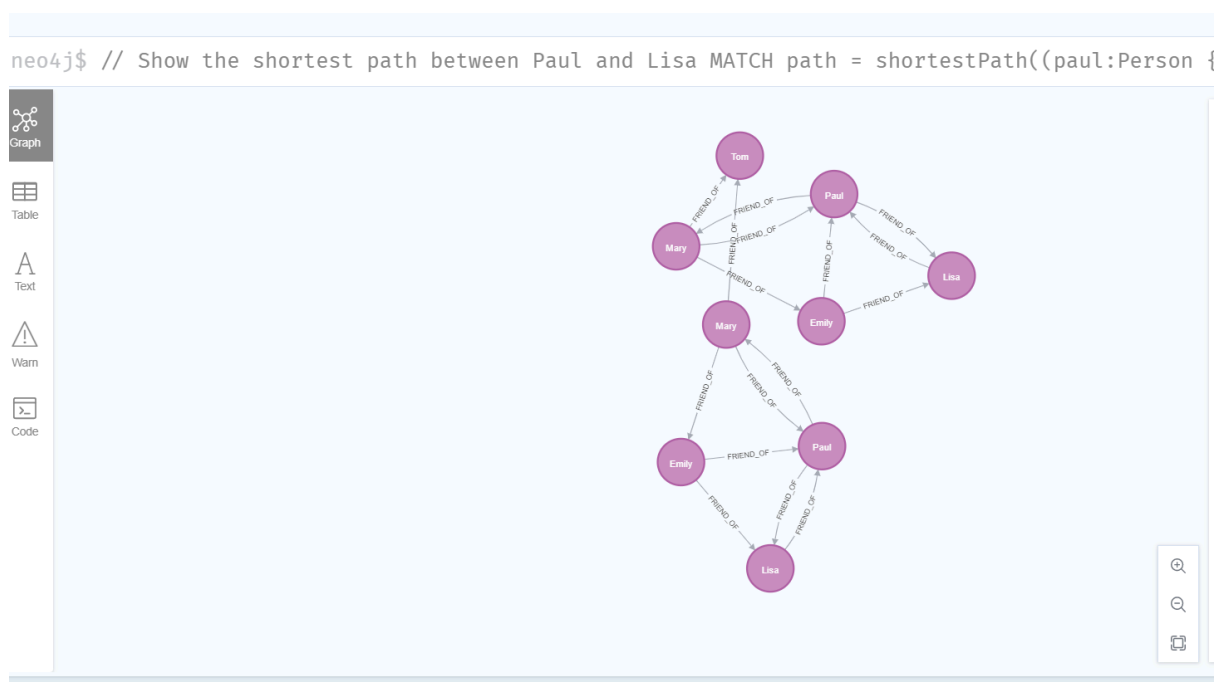 neo4j$ // Show the shortest path between Paul and Lisa MATCH path = shortestPath((paul:Person {
Graph
Table
Text
Warn
Code
Tom
Paul
Mary
Lisa
Emily
FRIEND_OF
FRIEND_OF
FRIEND_OF
FRIEND_OF
FRIEND_OF
FRIEND_OF
FRIEND_OF
FRIEND_OF
FRIEND_OF
Mary
Emily
Paul
Lisa
FRIEND_OF
FRIEND_OF
FRIEND_OF
FRIEND_OF
FRIEND_OF
FRIEND_OF
FRIEND_OF